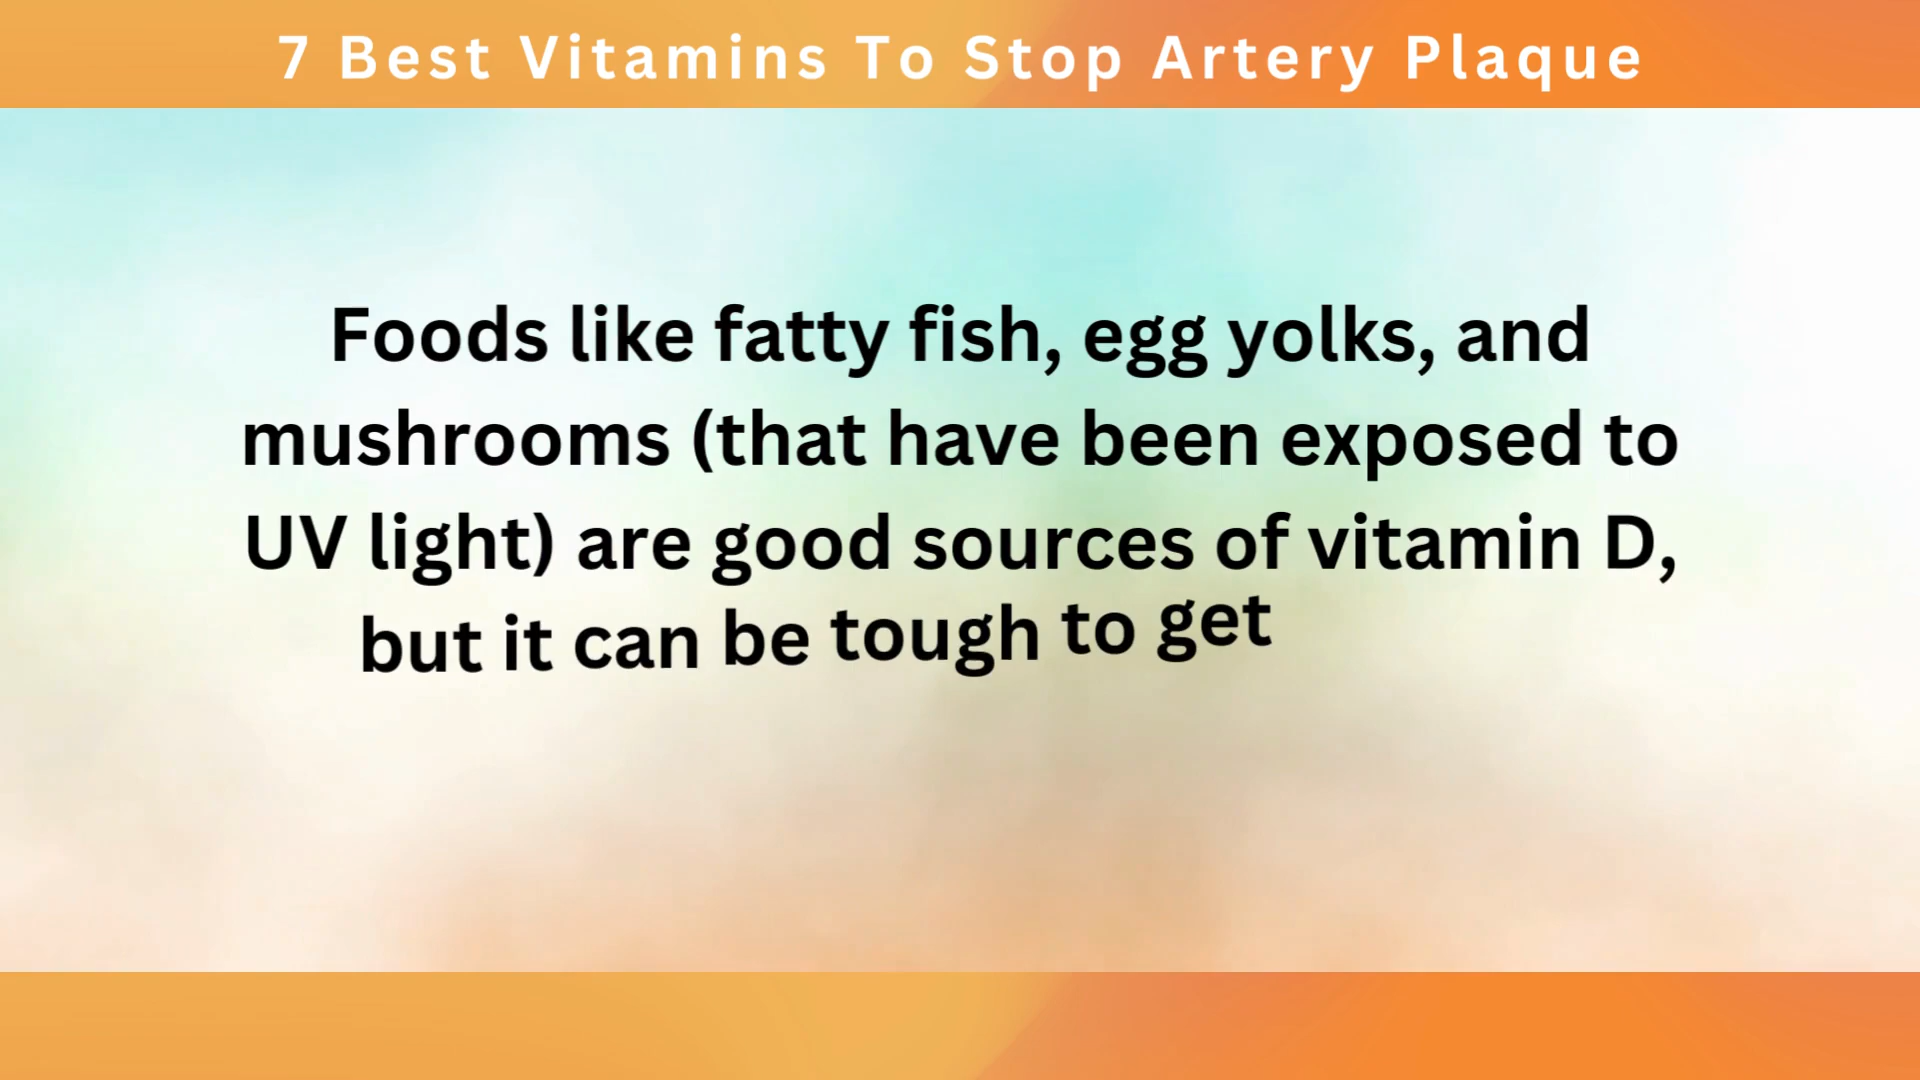 7 Best Vitamins To Stop Artery Plaque
Foods like fatty fish, egg yolks, and
mushrooms (that have been exposed to
UV light) are good sources of vitamin D,
but it can be tough to get